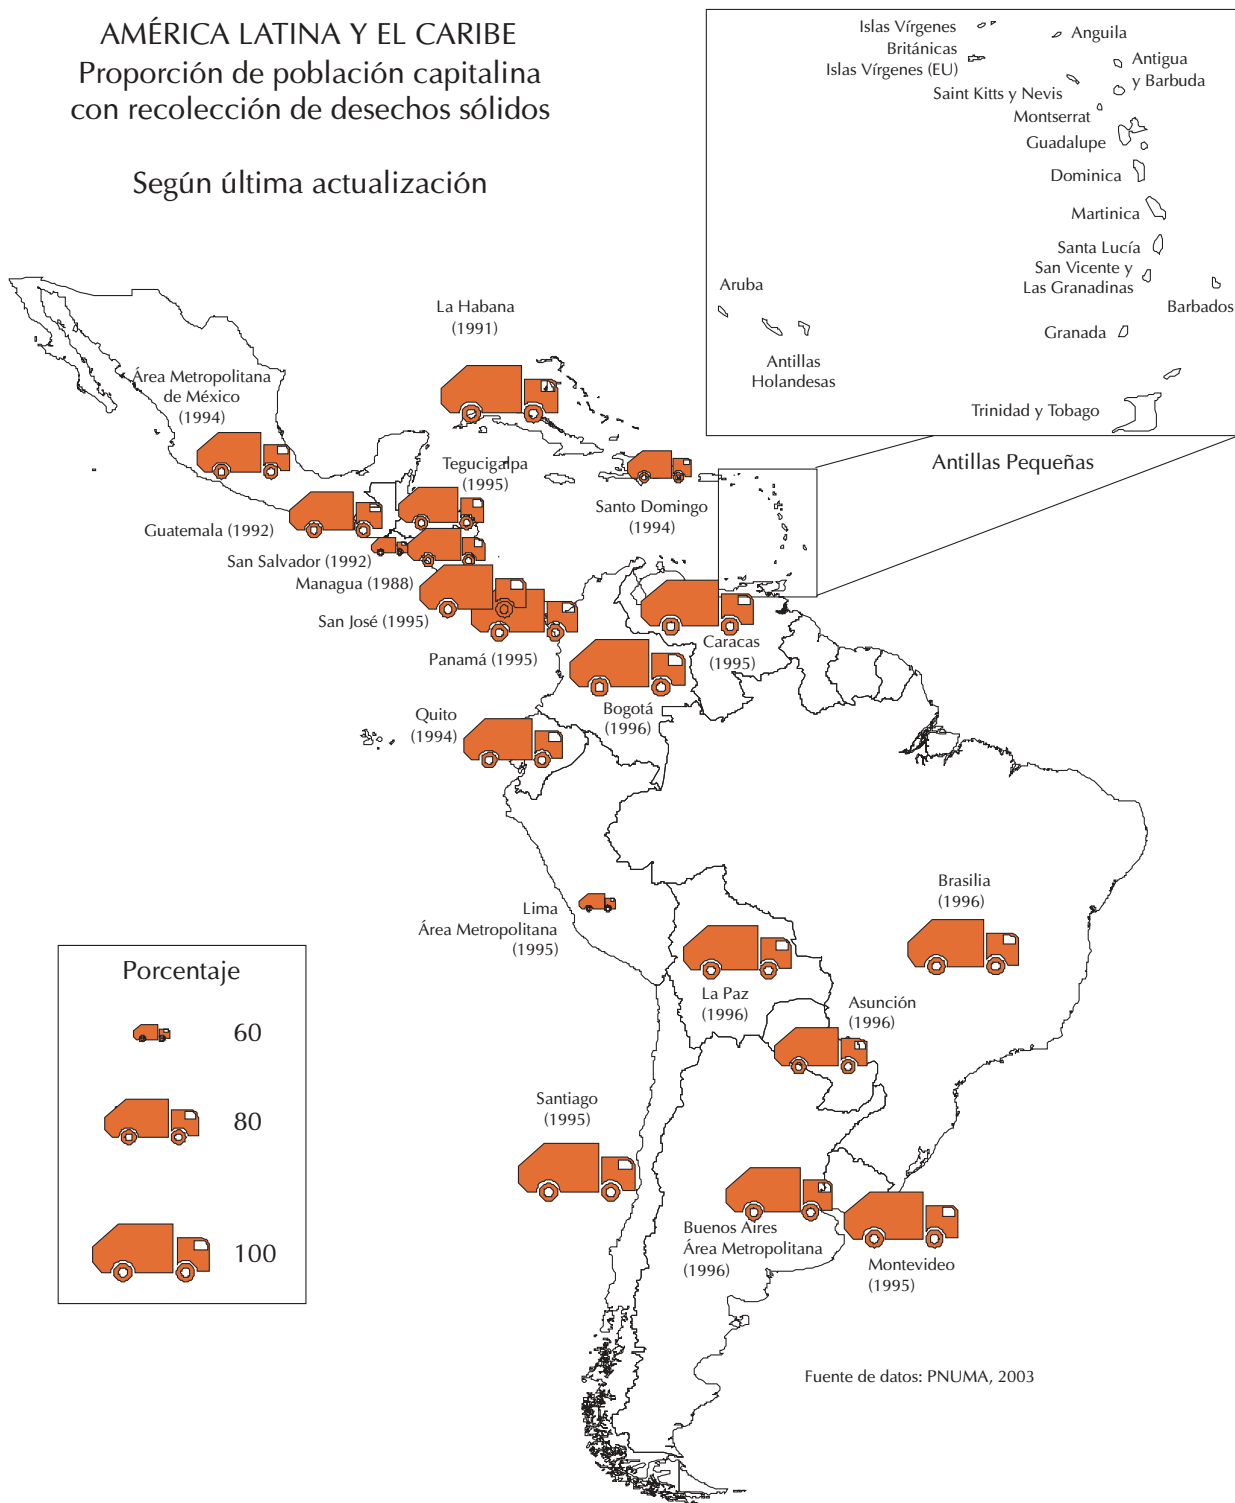 AMÉRICA LATINA Y EL CARIBE
Proporción de población capitalina
con recolección de desechos sólidos
Según última actualización
Islas Vírgenes
Británicas
Islas Vírgenes (EU)
Anguila
Antigua
y Barbuda
Saint Kitts y Nevis
Montserrat
Guadalupe
Dominica
Martinica
Santa Lucía
San Vicente y
Las Granadinas
Barbados
Granada
Aruba
Antillas
Holandesas
Trinidad y Tobago
Antillas Pequeñas
La Habana
(1991)
Área Metropolitana
de México
(1994)
Tegucigalpa
(1995)
Santo Domingo
(1994)
Guatemala (1992)
San Salvador (1992)
Managua (1988)
San José (1995)
Panamá (1995)
Caracas
(1995)
Bogotá
(1996)
Quito
(1994)
Lima
Área Metropolitana
(1995)
Brasilia
(1996)
La Paz
(1996)
Asunción
(1996)
Santiago
(1995)
Buenos Aires
Área Metropolitana
(1996)
Montevideo
(1995)
Porcentaje
60
80
100
Fuente de datos: PNUMA, 2003